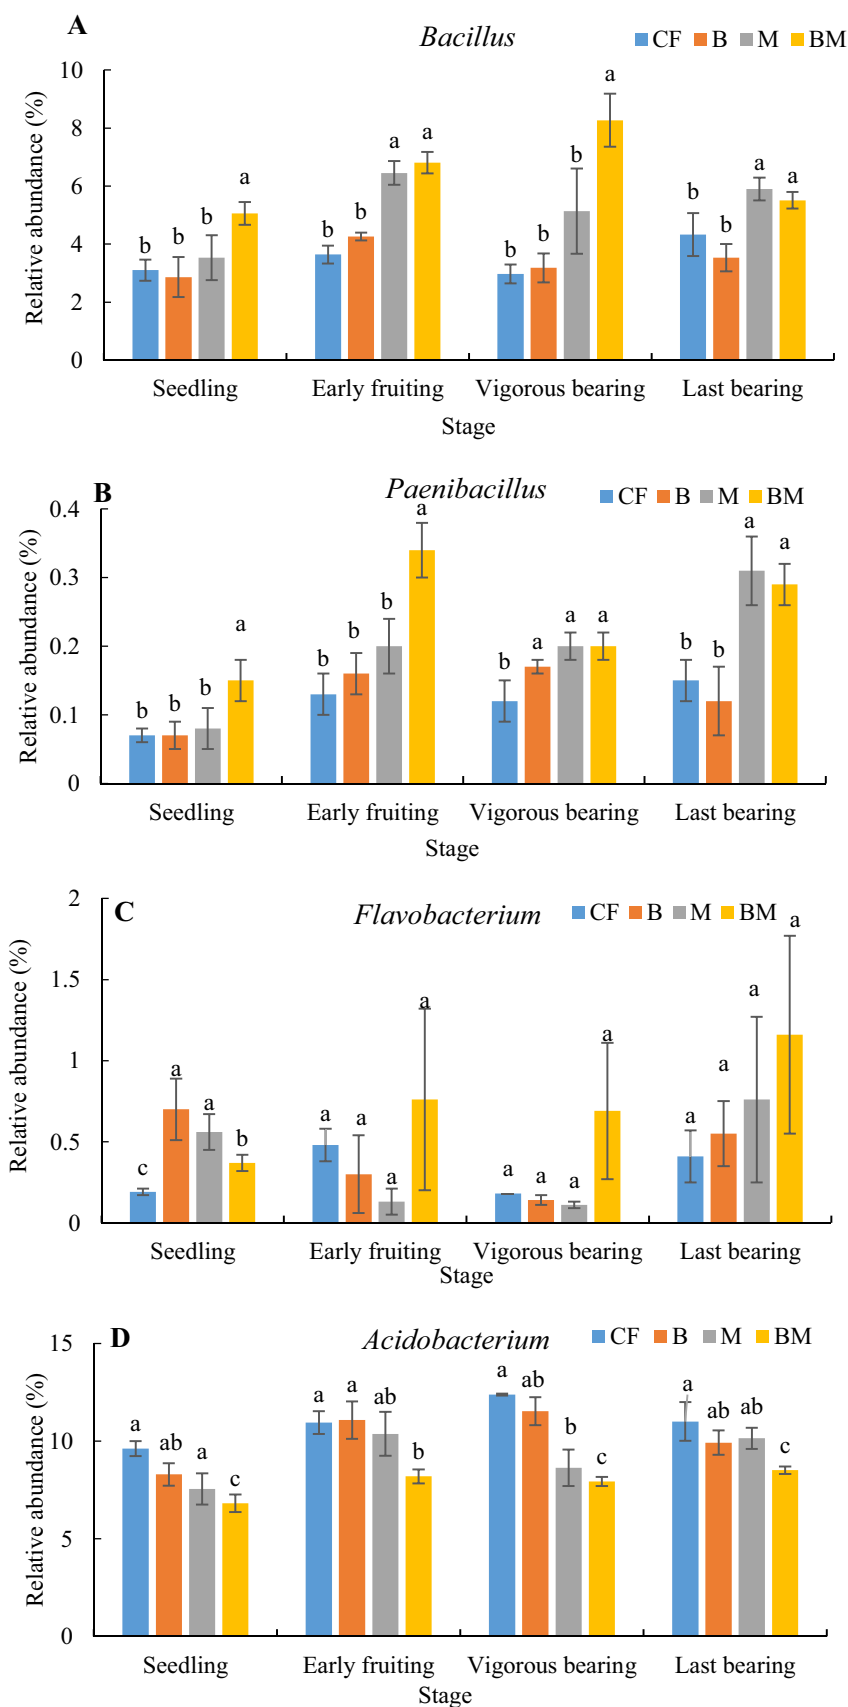 A
Bacillus
CF B M BM
Relative abundance (%)
10
8
6
4
2
0
b b b a
b b a a
b b b a
b b a a
Seedling Early fruiting Vigorous bearing Last bearing
Stage
B
Paenibacillus
CF B M BM
Relative abundance (%)
0.4
0.3
0.2
0.1
0
b b b a
b b b a
b a a a
b b a a
Seedling Early fruiting Vigorous bearing Last bearing
Stage
C
Flavobacterium
CF B M BM
Relative abundance (%)
2
1.5
1
0.5
0
c a a b
a a a a
a a a a
a a a a
Seedling Early fruiting Vigorous bearing Last bearing
Stage
D
Acidobacterium
CF B M BM
Relative abundance (%)
15
10
5
0
a ab a c
a a ab b
a ab b c
a ab ab c
Seedling Early fruiting Vigorous bearing Last bearing
Stage